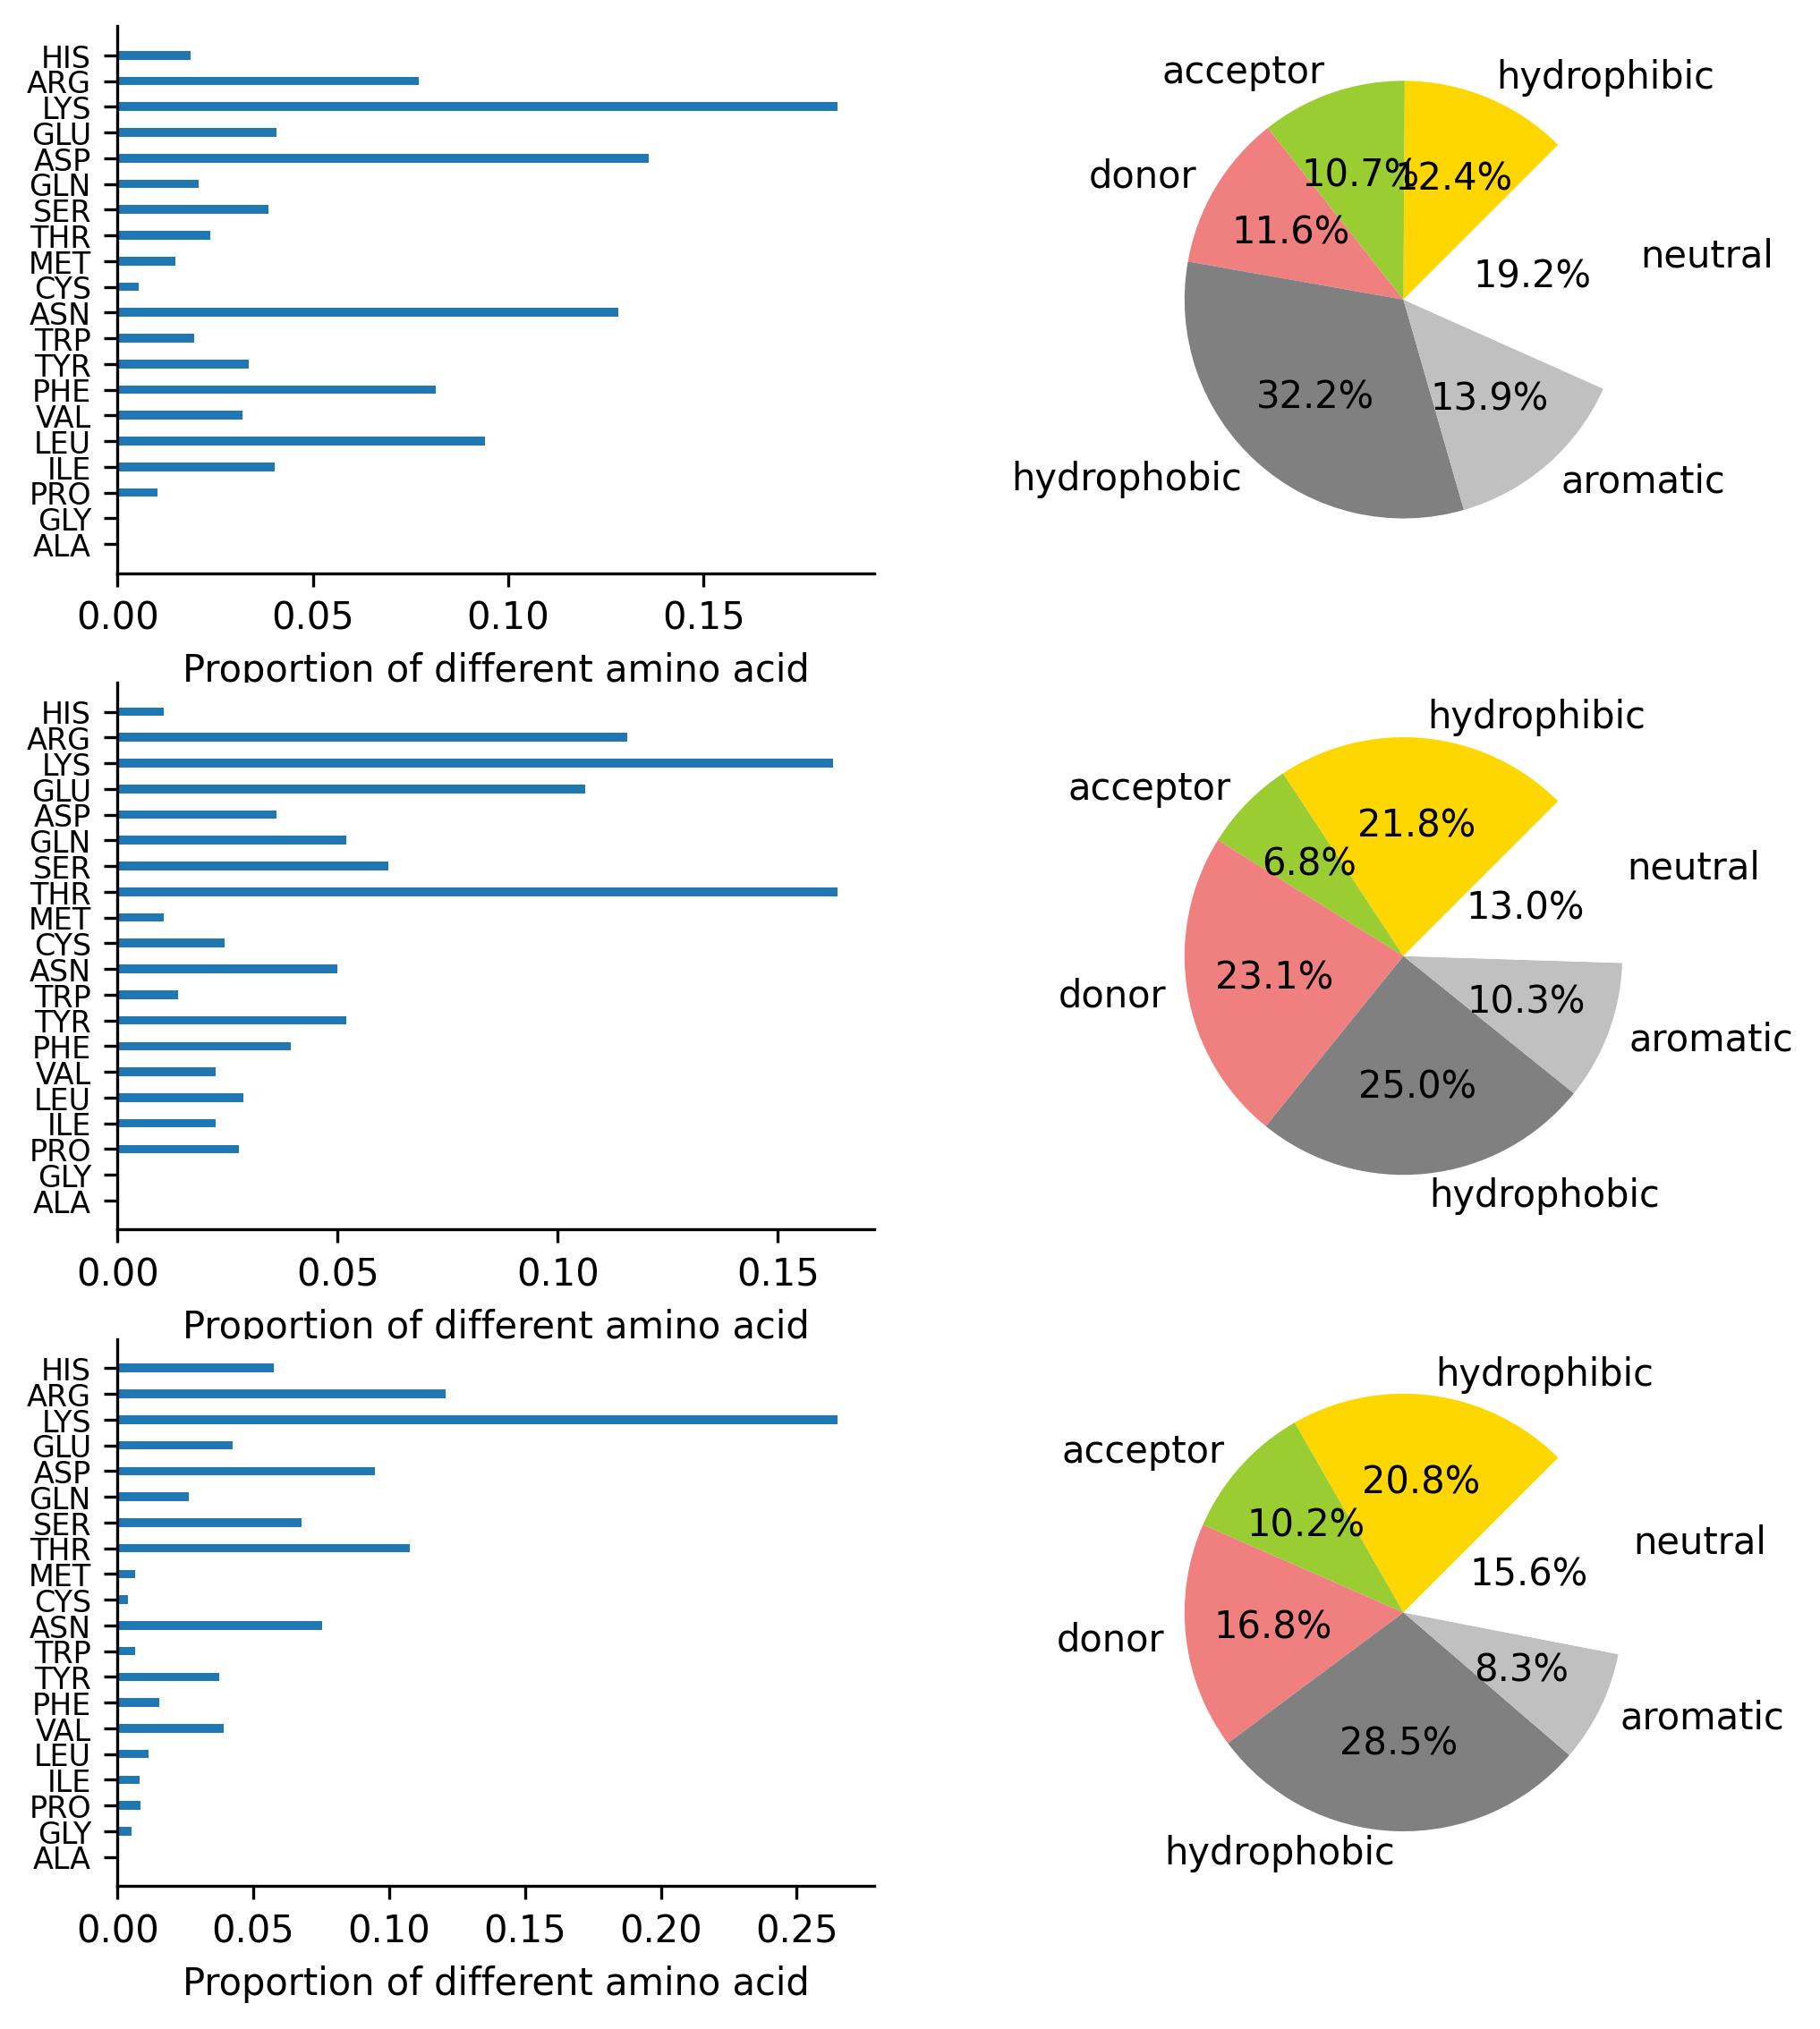 HIS
ARG
LYS
GLU
ASP
GLN
SER
THR
MET
CYS
ASN
TRP
TYR
PHE
VAL
LEU
ILE
PRO
GLY
ALA
0.00 0.05 0.10 0.15
Proportion of different amino acid
hydrophibic
12.4%
acceptor
10.7%
donor
11.6%
hydrophobic
32.2%
aromatic
13.9%
neutral
19.2%
HIS
ARG
LYS
GLU
ASP
GLN
SER
THR
MET
CYS
ASN
TRP
TYR
PHE
VAL
LEU
ILE
PRO
GLY
ALA
0.00 0.05 0.10 0.15
Proportion of different amino acid
hydrophibic
21.8%
acceptor
6.8%
donor
23.1%
hydrophobic
25.0%
aromatic
10.3%
neutral
13.0%
HIS
ARG
LYS
GLU
ASP
GLN
SER
THR
MET
CYS
ASN
TRP
TYR
PHE
VAL
LEU
ILE
PRO
GLY
ALA
0.00 0.05 0.10 0.15 0.20 0.25
Proportion of different amino acid
hydrophibic
20.8%
acceptor
10.2%
donor
16.8%
hydrophobic
28.5%
aromatic
8.3%
neutral
15.6%